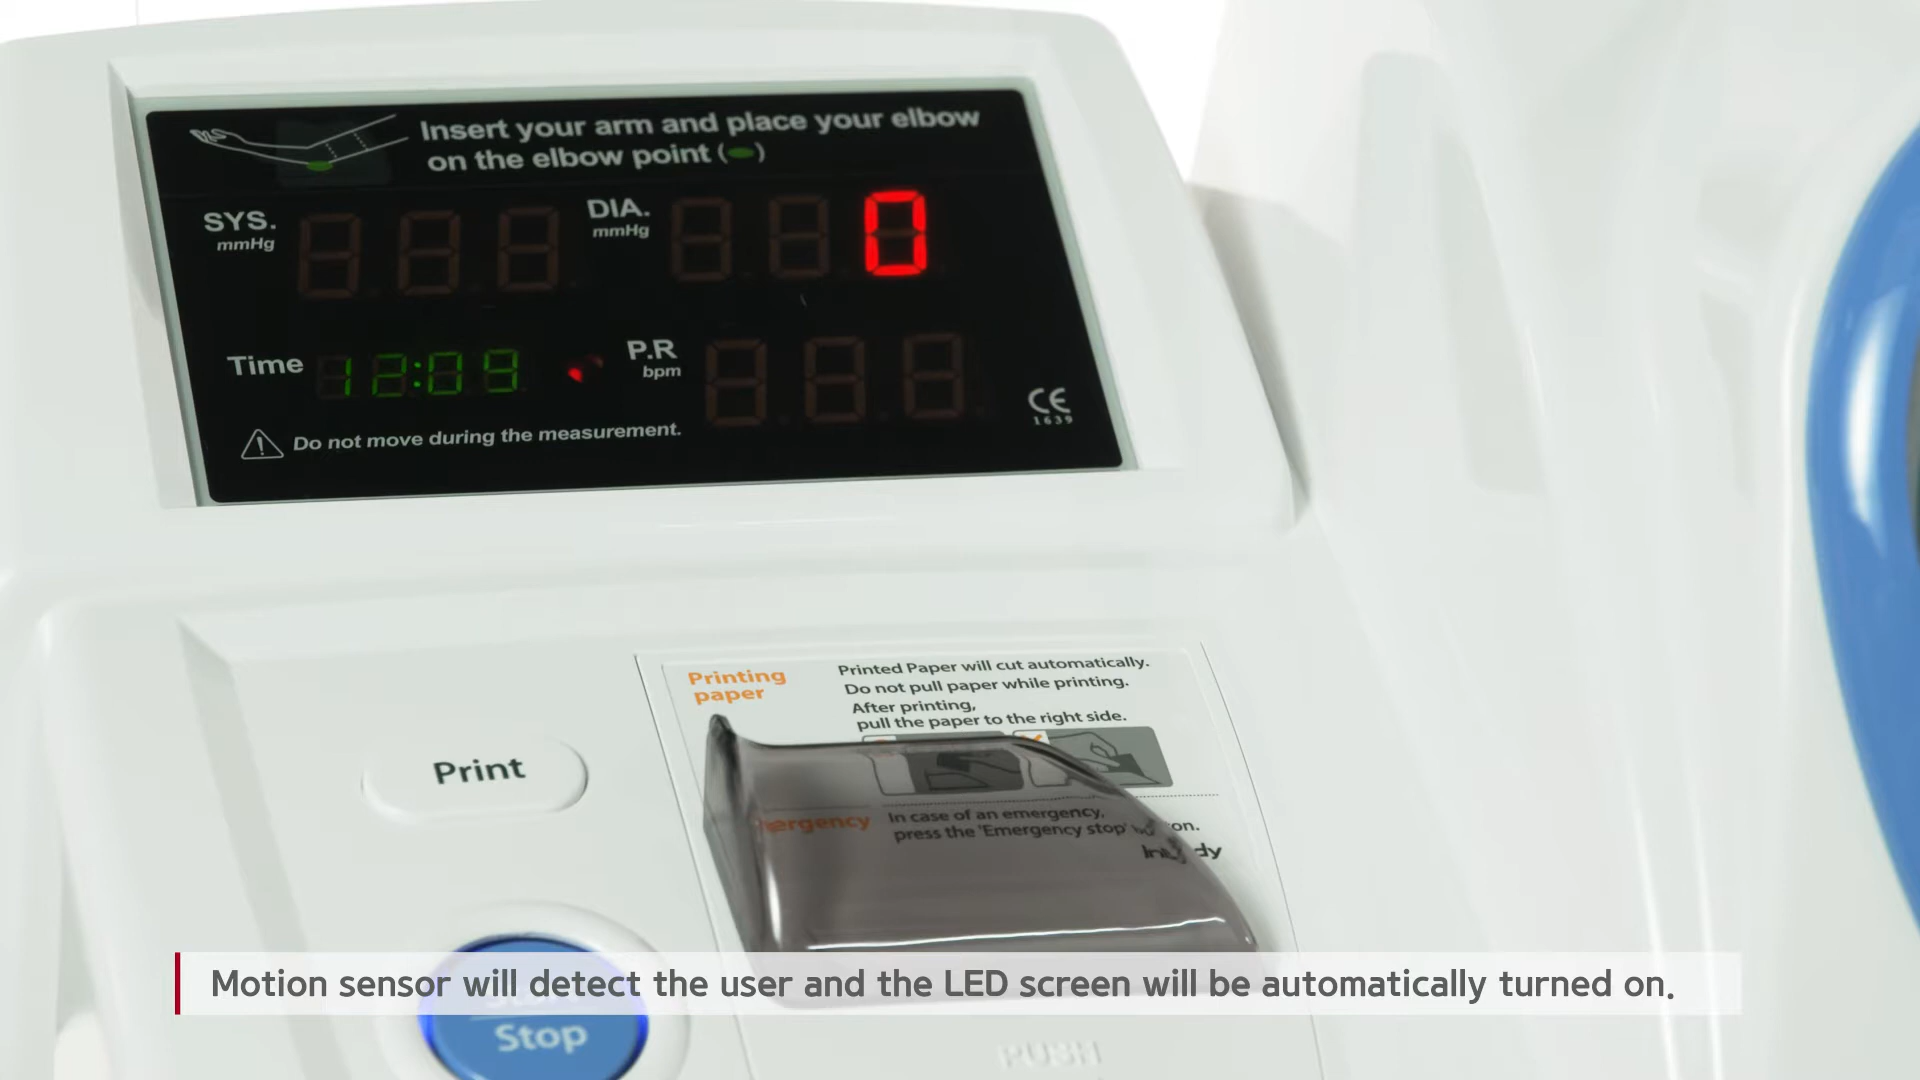 Insert your arm and place your elbow
on the elbow point ( )
SYS.
mmHg
DIA.
mmHg
0
Time
12:09
P.R
bpm
CE
1639
Do not move during the measurement.
Printing
paper
Printed Paper will cut automatically.
Do not pull paper while printing.
After printing,
pull the paper to the right side.
Print
In case of an emergency,
press the 'Emergency stop'
Motion sensor will detect the user and the LED screen will be automatically turned on.
Stop
PUSH